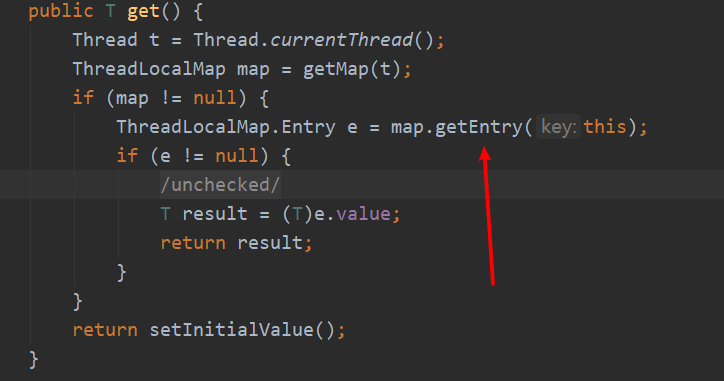 public T get() {
Thread t = Thread.currentThread();
ThreadLocalMap map = getMap(t);
if (map != null) {
ThreadLocalMap.Entry e = map.getEntry( key: this);
if (e != null) {
/unchecked/
T result = (T)e.value;
return result;
}
}
return setInitialValue();
}